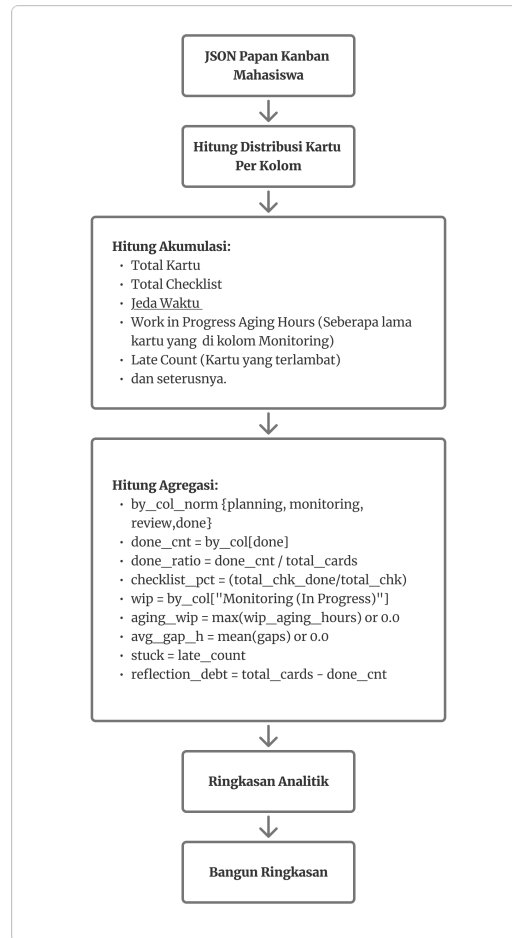 JSON Papan Kanban
Mahasiswa
Hitung Distribusi Kartu
Per Kolom
Hitung Akumulasi:
• Total Kartu
• Total Checklist
• Jeda Waktu
• Work in Progress Aging Hours (Seberapa lama
kartu yang di kolom Monitoring)
• Late Count (Kartu yang terlambat)
• dan seterusnya.
Hitung Agregasi:
• by_col_norm {planning, monitoring,
review,done}
• done_cnt = by_col[done]
• done_ratio = done_cnt / total_cards
• checklist_pct = (total_chk_done/total_chk)
• wip = by_col["Monitoring (In Progress)"]
• aging_wip = max(wip_aging_hours) or 0.0
• avg_gap_h = mean(gaps) or 0.0
• stuck = late_count
• reflection_debt = total_cards - done_cnt
Ringkasan Analitik
Bangun Ringkasan